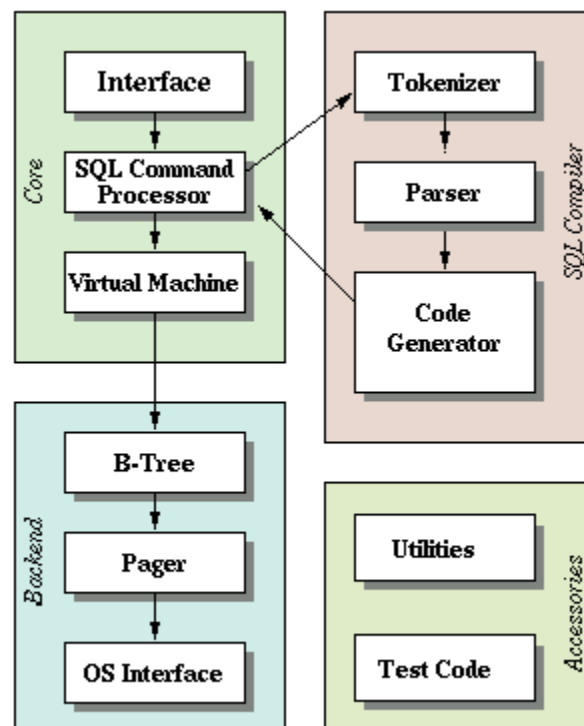 Core
Interface
SQL Command
Processor
Virtual Machine
SQL Compiler
Tokenizer
Parser
Code
Generator
Backend
B-Tree
Pager
OS Interface
Accessories
Utilities
Test Code